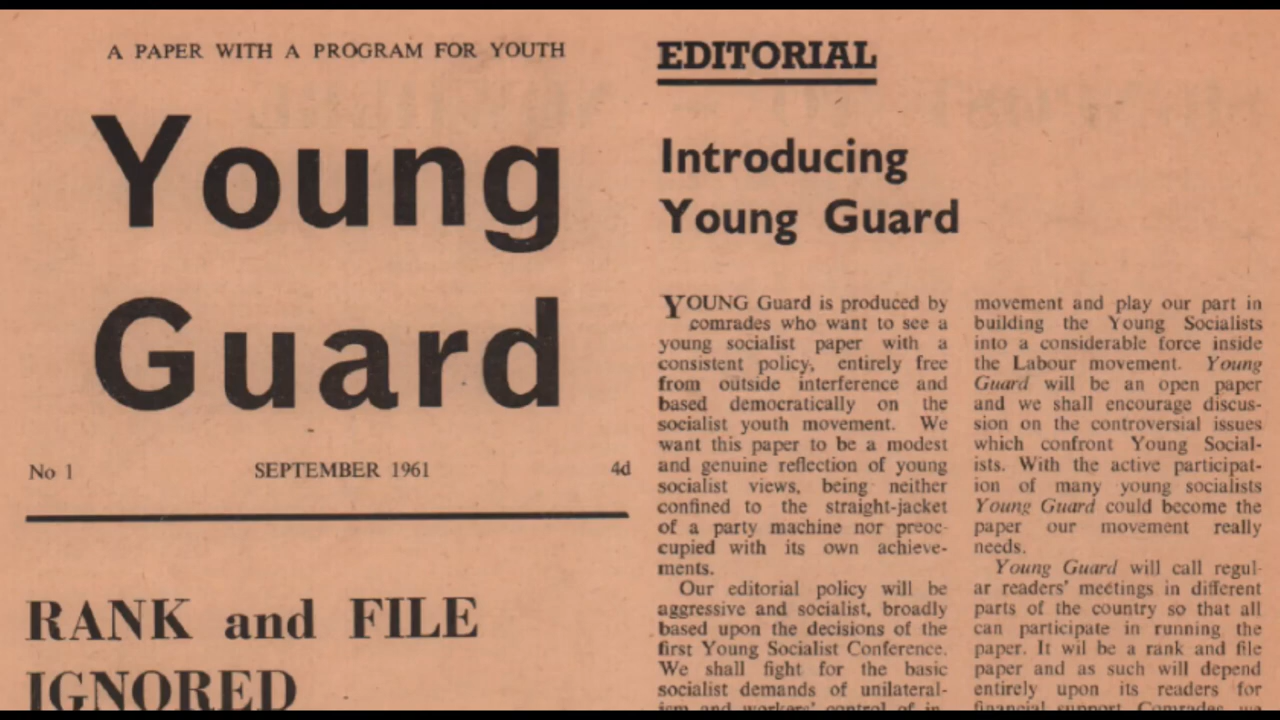 A PAPER WITH A PROGRAM FOR YOUTH
Young
Guard
No 1 SEPTEMBER 1961 4d
RANK and FILE
IGNORED
EDITORIAL
Introducing
Young Guard
YOUNG Guard is produced by
comrades who want to see a
young socialist paper with a
consistent policy, entirely free
from outside interference and
based democratically on the
socialist youth movement. We
want this paper to be a modest
and genuine reflection of young
socialist views, being neither
confined to the straight-jacket
of a party machine nor preoc-
cupied with its own achieve-
ments.
Our editorial policy will be
aggressive and socialist, broadly
based upon the decisions of the
first Young Socialist Conference.
We shall fight for the basic
socialist demands of unilateral-
ism and workers' control of in-
movement and play our part in
building the Young Socialists
into a considerable force inside
the Labour movement. Young
Guard will be an open paper
and we shall encourage discus-
sion on the controversial issues
which confront Young Social-
ists. With the active participat-
ion of many young socialists
Young Guard could become the
paper our movement really
needs.
Young Guard will call regul-
ar readers' meetings in different
parts of the country so that all
can participate in running the
paper. It wil be a rank and file
paper and as such will depend
entirely upon its readers for
financial support. Comrades, we